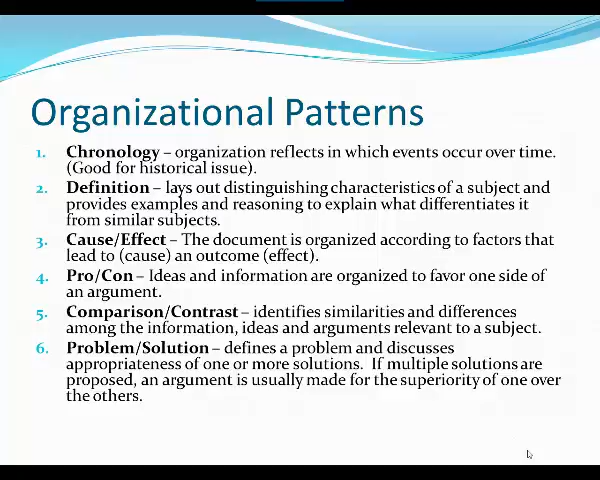 Organizational Patterns
1. Chronology – organization reflects in which events occur over time.
(Good for historical issue).
2. Definition – lays out distinguishing characteristics of a subject and
provides examples and reasoning to explain what differentiates it
from similar subjects.
3. Cause/Effect – The document is organized according to factors that
lead to (cause) an outcome (effect).
4. Pro/Con – Ideas and information are organized to favor one side of
an argument.
5. Comparison/Contrast – identifies similarities and differences
among the information, ideas and arguments relevant to a subject.
6. Problem/Solution – defines a problem and discusses
appropriateness of one or more solutions. If multiple solutions are
proposed, an argument is usually made for the superiority of one over
the others.